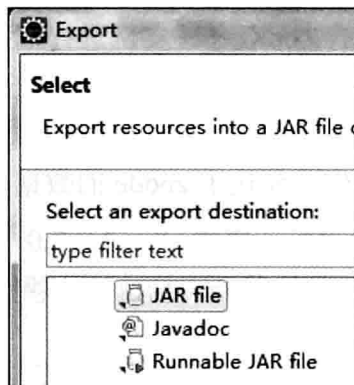 Export
Select
Export resources into a JAR file
Select an export destination:
type filter text
JAR file
Javadoc
Runnable JAR file